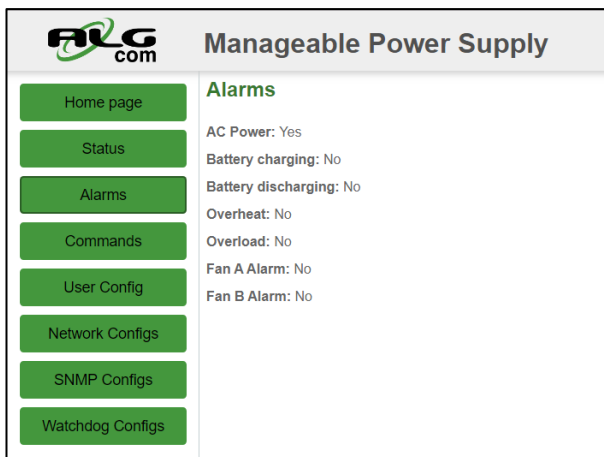 ALG
com
Manageable Power Supply
Home page
Status
Alarms
Commands
User Config
Network Configs
SNMP Configs
Watchdog Configs
Alarms
AC Power: Yes
Battery charging: No
Battery discharging: No
Overheat: No
Overload: No
Fan A Alarm: No
Fan B Alarm: No